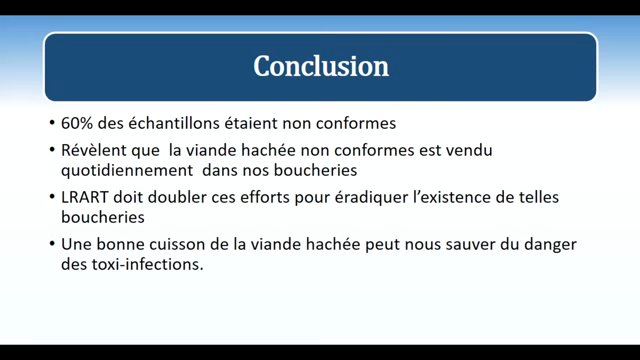 Conclusion
• 60% des échantillons étaient non conformes
• Révèlent que la viande hachée non conformes est vendu
quotidiennement dans nos boucheries
• LRART doit doubler ces efforts pour éradiquer l’existence de telles
boucheries
• Une bonne cuisson de la viande hachée peut nous sauver du danger
des toxi-infections.